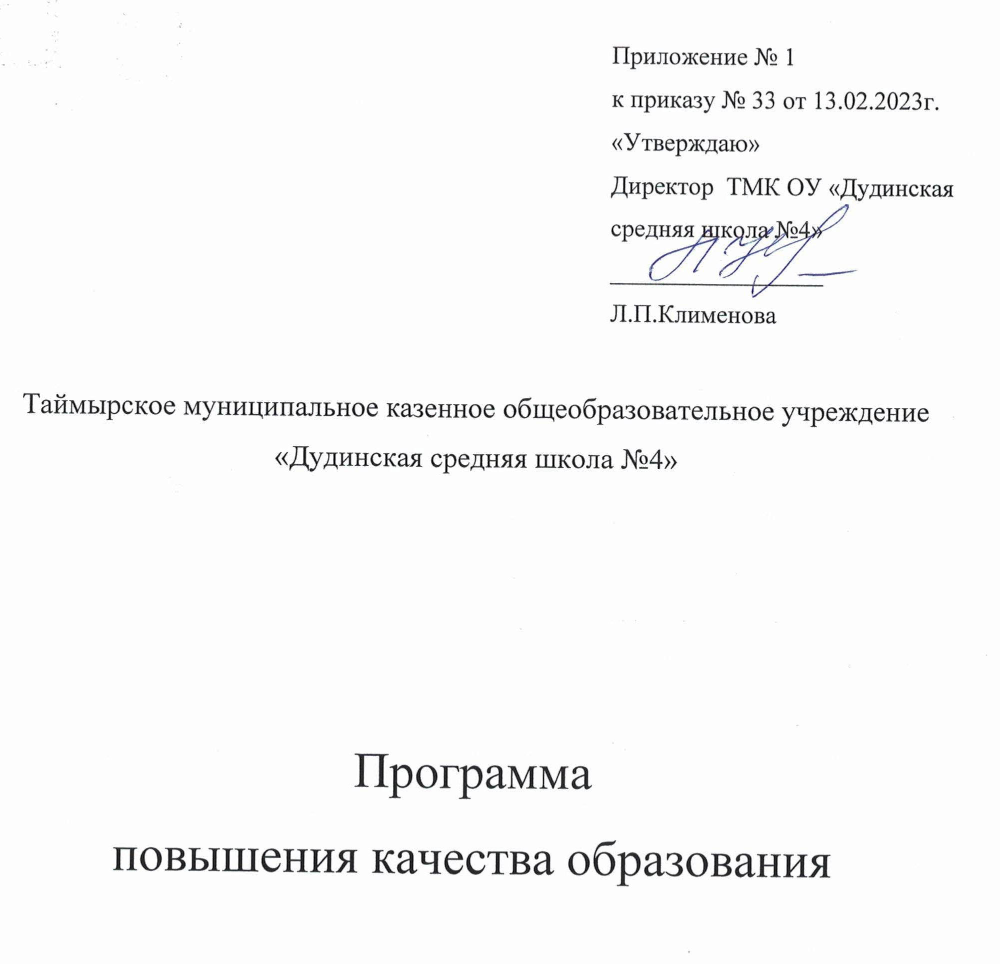 Приложение № 1
к приказу № 33 от 13.02.2023г.
«Утверждаю»
Директор ТМК ОУ «Дудинская
средняя школа №4»
Л.П.Клименова
Таймырское муниципальное казенное общеобразовательное учреждение
«Дудинская средняя школа №4»
Программа
повышения качества образования